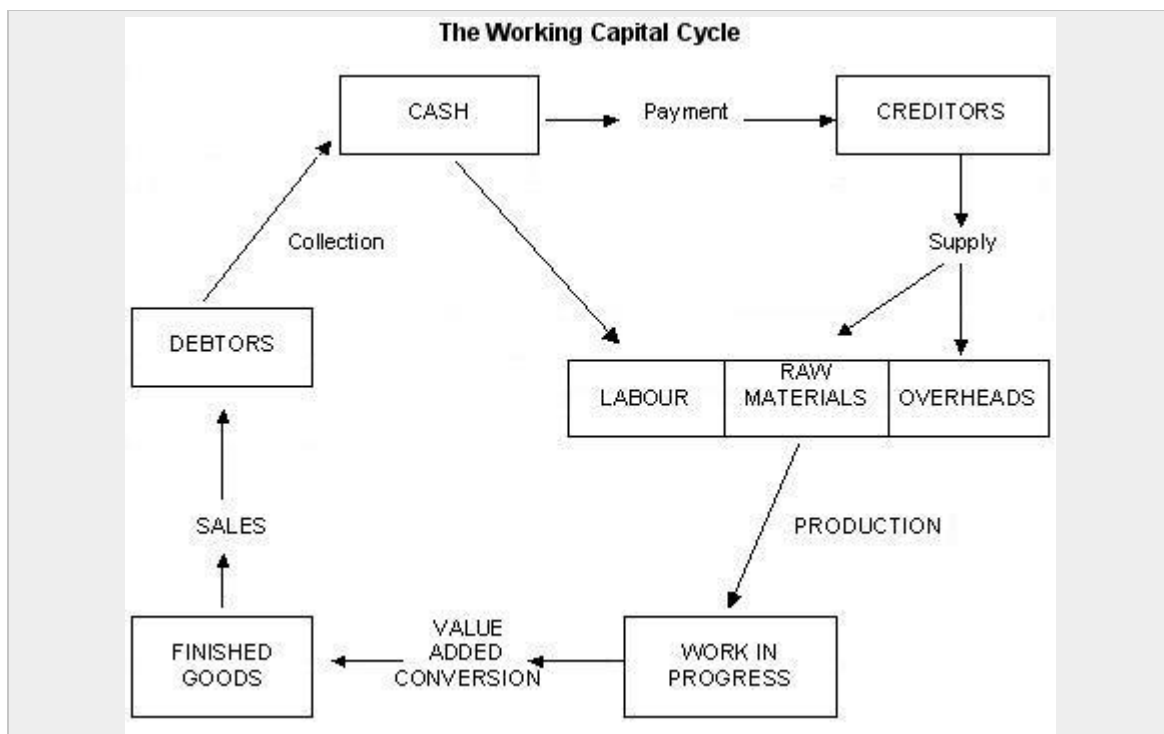 The Working Capital Cycle
CASH
Payment
CREDITORS
Collection
Supply
DEBTORS
LABOUR
RAW
MATERIALS
OVERHEADS
SALES
PRODUCTION
FINISHED
GOODS
VALUE
ADDED
CONVERSION
WORK IN
PROGRESS